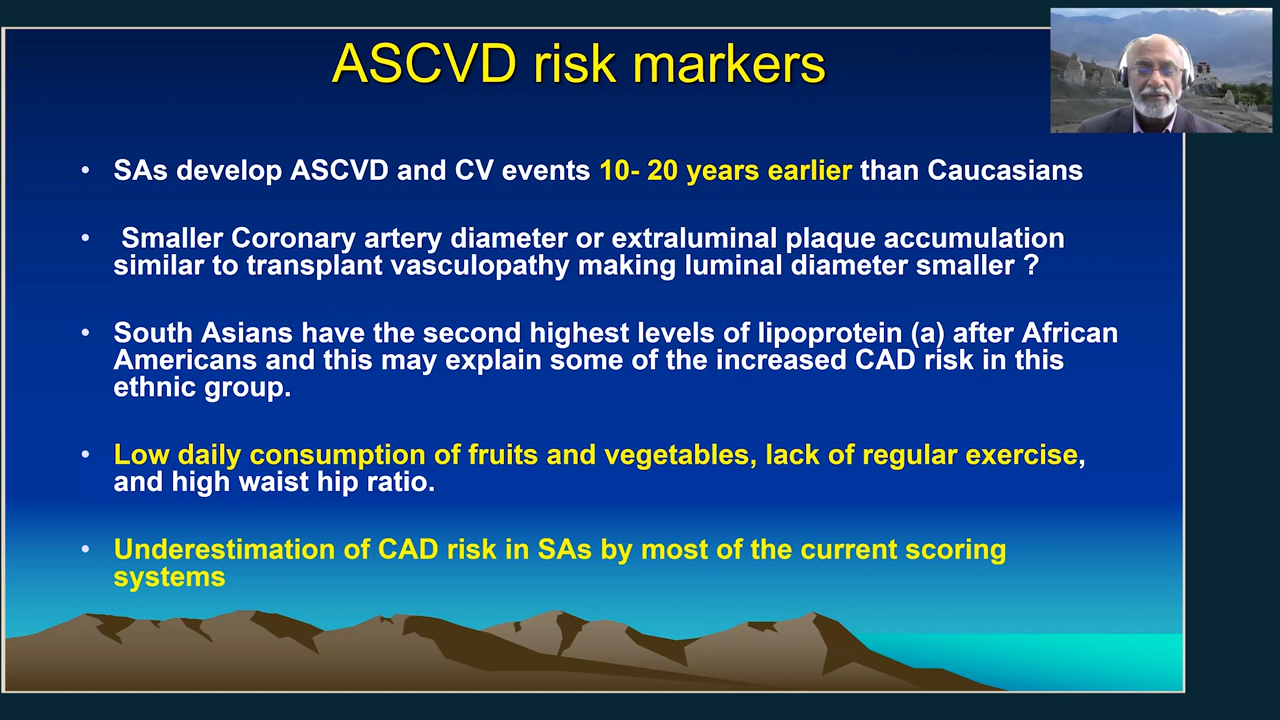 ASCVD risk markers
• SAs develop ASCVD and CV events 10- 20 years earlier than Caucasians
• Smaller Coronary artery diameter or extraluminal plaque accumulation
similar to transplant vasculopathy making luminal diameter smaller ?
• South Asians have the second highest levels of lipoprotein (a) after African
Americans and this may explain some of the increased CAD risk in this
ethnic group.
• Low daily consumption of fruits and vegetables, lack of regular exercise,
and high waist hip ratio.
• Underestimation of CAD risk in SAs by most of the current scoring
systems